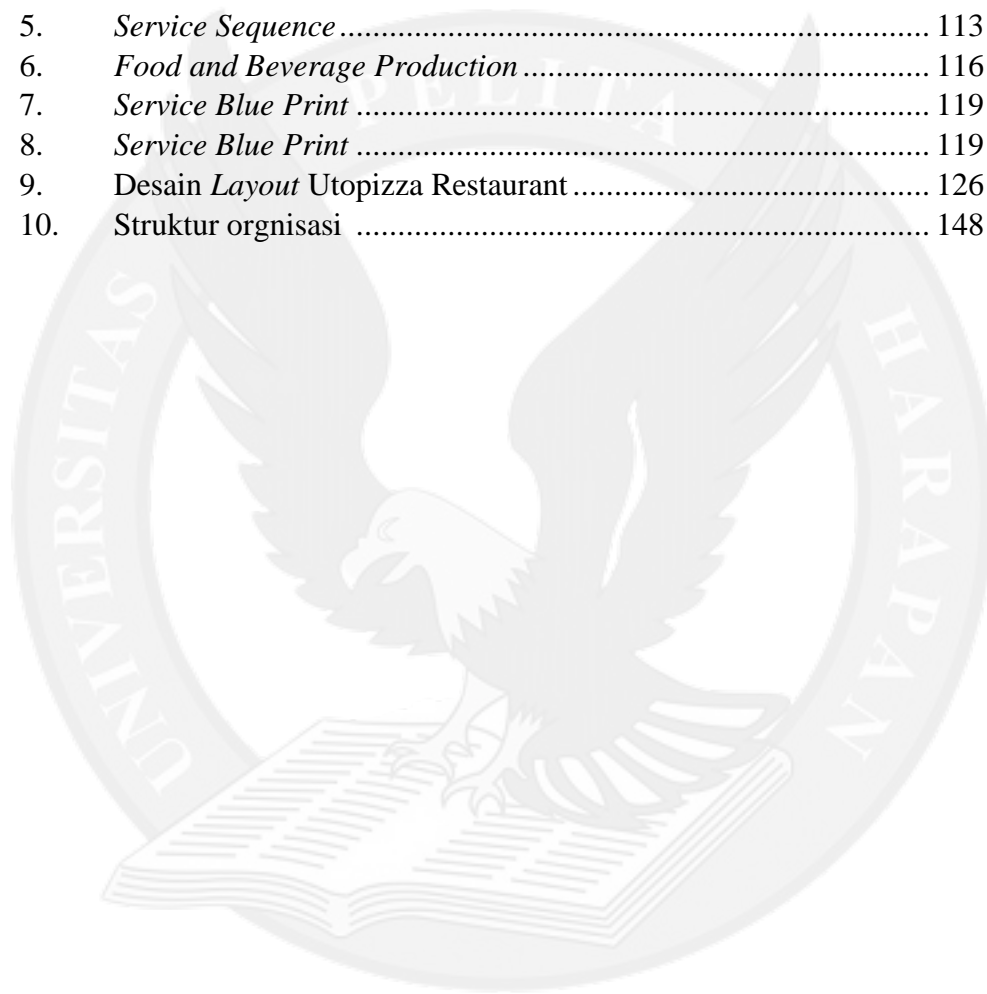 5. Service Sequence........................................................................ 113
6. Food and Beverage Production.................................................. 116
7. Service Blue Print ...................................................................... 119
8. Service Blue Print ...................................................................... 119
9. Desain Layout Utopizza Restaurant............................................ 126
10. Struktur orgnisasi ...................................................................... 148
UNIVERSITAS PELITA HARAPAN